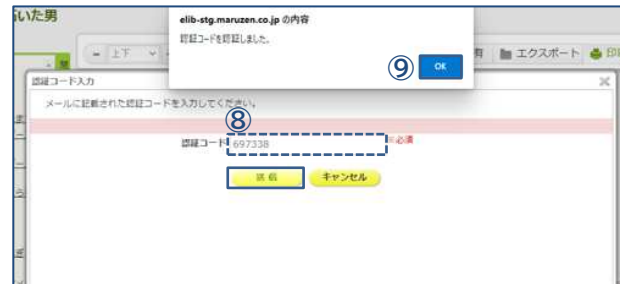 いた男
elib-stg.maruzen.co.jp の内容
認証コードを認証しました。
⑨ OK
上下
有 エクスポート 印
認証コード入力
メールに記載された認証コードを入力してください。
⑧
認証コード 697338 ※必須
送信 キャンセル